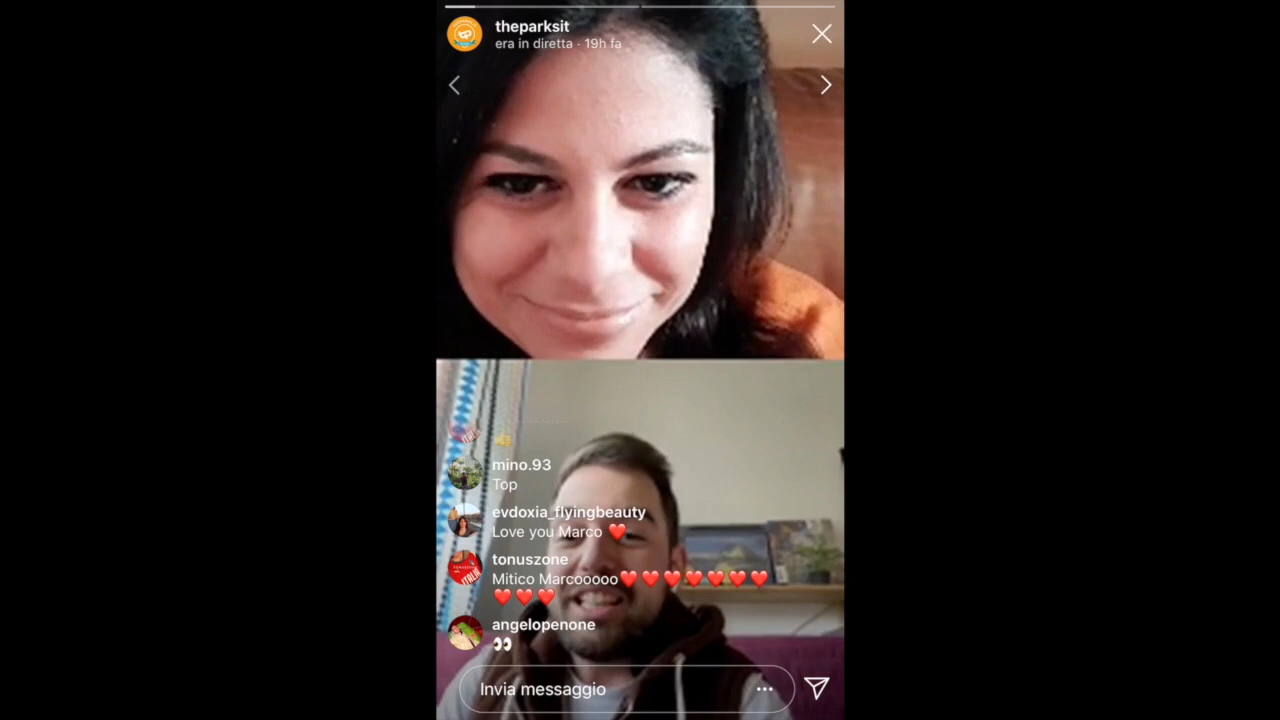 theparksit
era in diretta · 19h fa
mino.93
Top
evdoxia_flyingbeauty
Love you Marco ❤️
tonuszone
Mitico Marcooooo❤️❤️❤️❤️❤️❤️❤️
❤️❤️❤️
angelopenone
👀
Invia messaggio